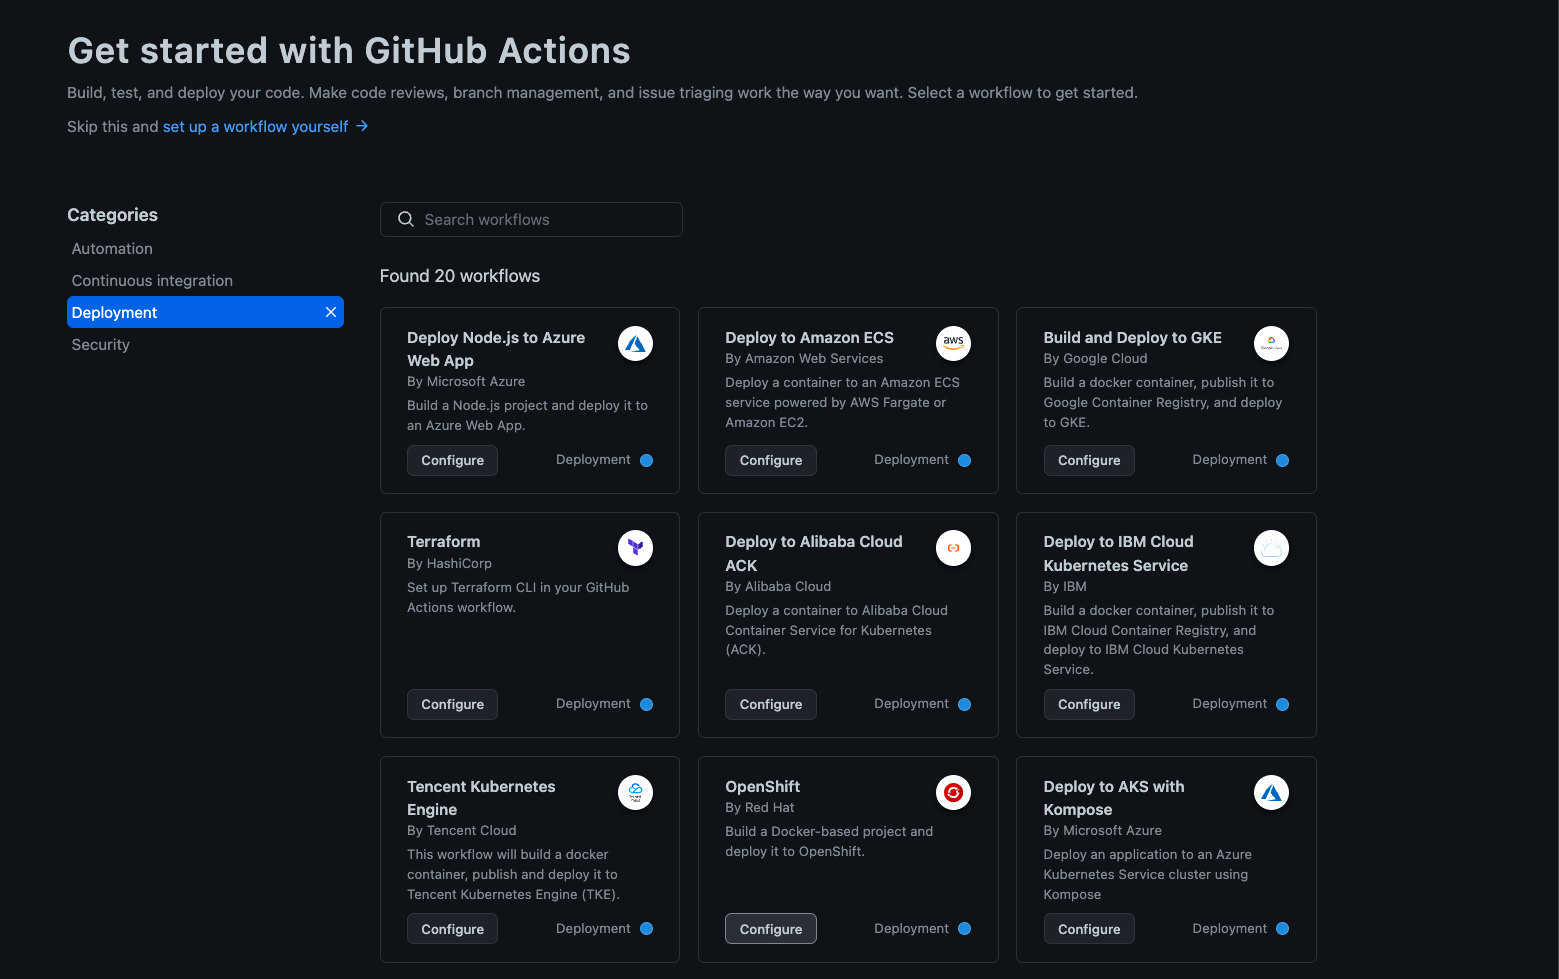 Get started with GitHub Actions
Build, test, and deploy your code. Make code reviews, branch management, and issue triaging work the way you want. Select a workflow to get started.
Skip this and set up a workflow yourself →
Categories
Automation
Continuous integration
Deployment
Security
Search workflows
Found 20 workflows
Deploy Node.js to Azure
Web App
By Microsoft Azure
Build a Node.js project and deploy it to
an Azure Web App.
Configure
Deployment
Deploy to Amazon ECS
By Amazon Web Services
Deploy a container to an Amazon ECS
service powered by AWS Fargate or
Amazon EC2.
aws
Configure
Deployment
Build and Deploy to GKE
By Google Cloud
Build a docker container, publish it to
Google Container Registry, and deploy
to GKE.
Configure
Deployment
Terraform
By HashiCorp
Set up Terraform CLI in your GitHub
Actions workflow.
Configure
Deployment
Deploy to Alibaba Cloud
ACK
By Alibaba Cloud
Deploy a container to Alibaba Cloud
Container Service for Kubernetes
(ACK).
Configure
Deployment
Deploy to IBM Cloud
Kubernetes Service
By IBM
Build a docker container, publish it to
IBM Cloud Container Registry, and
deploy to IBM Cloud Kubernetes
Service.
Configure
Deployment
Tencent Kubernetes
Engine
By Tencent Cloud
This workflow will build a docker
container, publish and deploy it to
Tencent Kubernetes Engine (TKE).
Configure
Deployment
OpenShift
By Red Hat
Build a Docker-based project and
deploy it to OpenShift.
Configure
Deployment
Deploy to AKS with
Kompose
By Microsoft Azure
Deploy an application to an Azure
Kubernetes Service cluster using
Kompose
Configure
Deployment